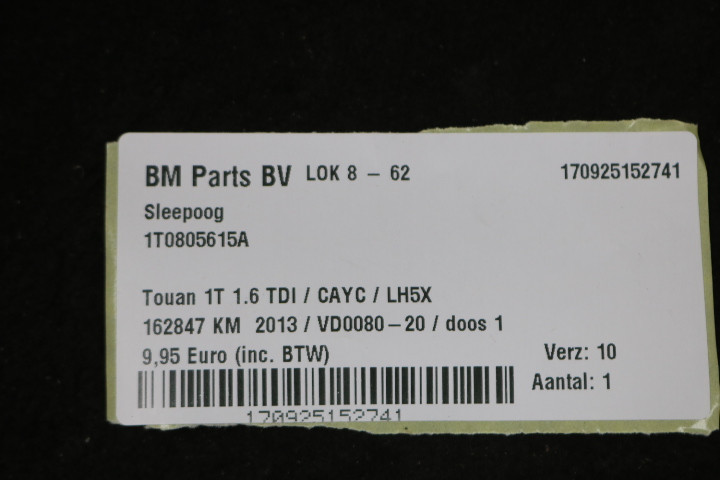 BM Parts BV LOK 8 - 62 170925152741
Sleepoog
1T0805615A
Touan 1T 1.6 TDI / CAYC / LH5X
162847 KM 2013 / VD0080-20 / doos 1
9,95 Euro (inc. BTW) Verz: 10
Aantal: 1
170925152741